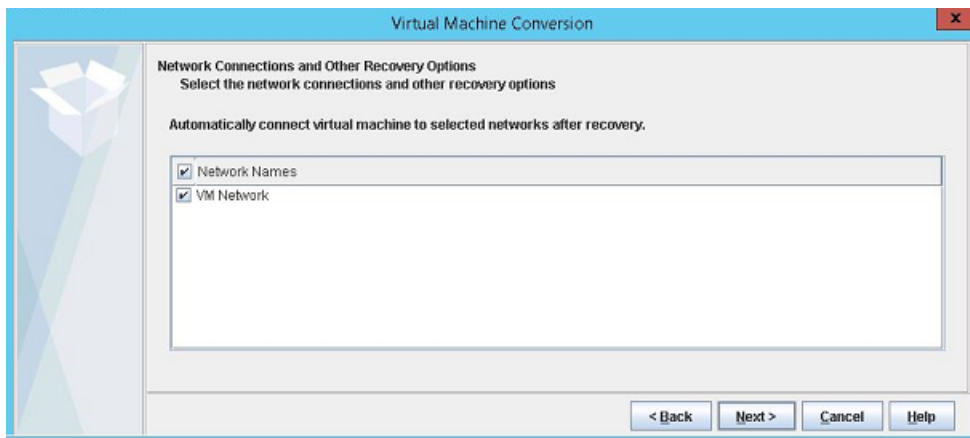 Virtual Machine Conversion
x
Network Connections and Other Recovery Options
Select the network connections and other recovery options
Automatically connect virtual machine to selected networks after recovery.
Network Names
VM Network
< Back Next > Cancel Help